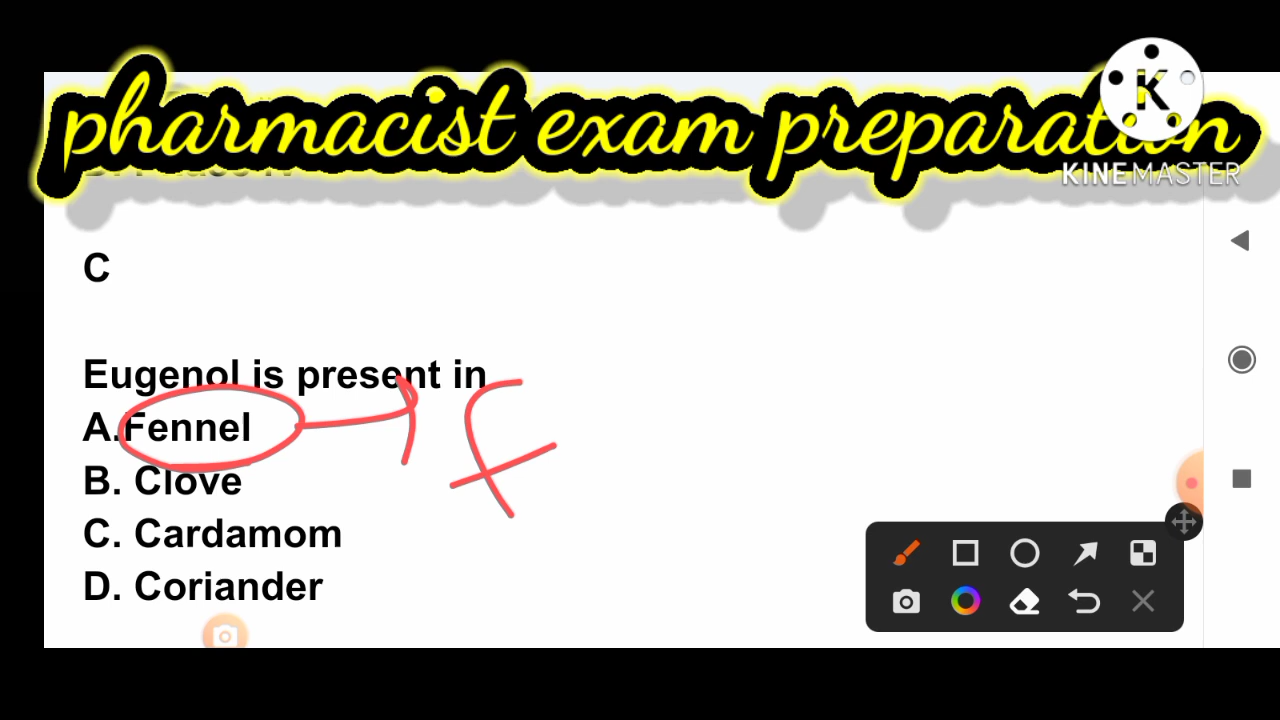 pharmacist exam preparation
K
KINEMASTER
C
Eugenol is present in
A.Fennel
B. Clove
C. Cardamom
D. Coriander